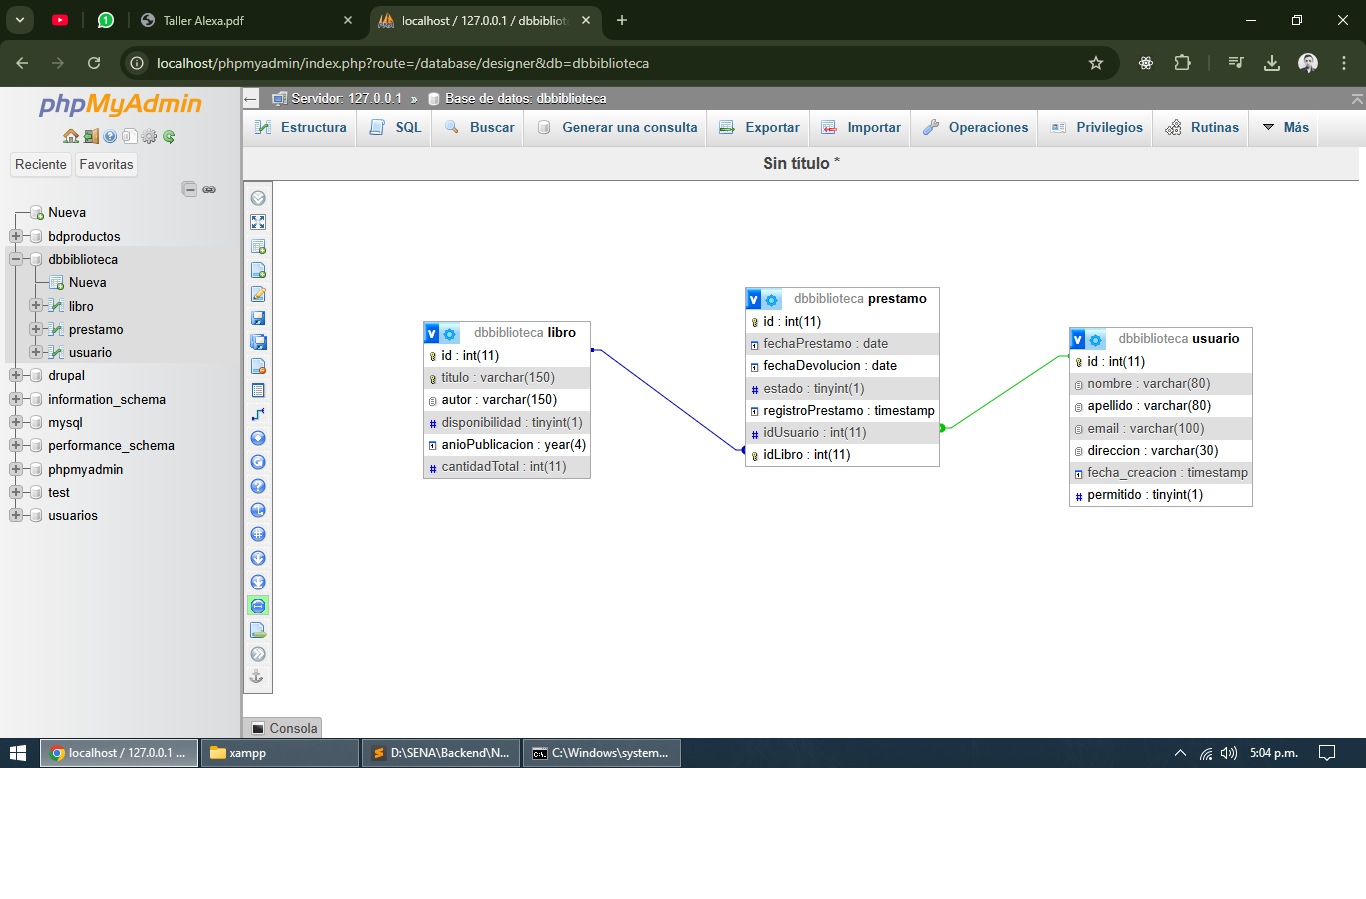 1
Taller Alexa.pdf
localhost / 127.0.0.1 / dbbibliot
localhost/phpmyadmin/index.php?route=/database/designer&db=dbbiblioteca
phpMyAdmin
Reciente
Favoritas
Nueva
bdproductos
dbbiblioteca
Nueva
libro
prestamo
usuario
drupal
information_schema
mysql
performance_schema
phpmyadmin
test
usuarios
Servidor: 127.0.0.1 » Base de datos: dbbiblioteca
Estructura
SQL
Buscar
Generar una consulta
Exportar
Importar
Operaciones
Privilegios
Rutinas
Más
Sin título *
dbbiblioteca libro
id : int(11)
titulo : varchar(150)
autor : varchar(150)
disponibilidad : tinyint(1)
anioPublicacion : year(4)
cantidadTotal : int(11)
dbbiblioteca prestamo
id : int(11)
fechaPrestamo : date
fechaDevolucion : date
estado : tinyint(1)
registroPrestamo : timestamp
idUsuario : int(11)
idLibro : int(11)
dbbiblioteca usuario
id : int(11)
nombre : varchar(80)
apellido : varchar(80)
email : varchar(100)
direccion : varchar(30)
fecha_creacion : timestamp
permitido : tinyint(1)
Consola
localhost / 127.0.0.1 ...
xampp
D:\SENA\Backend\N...
C:\Windows\system...
5:04 p.m.